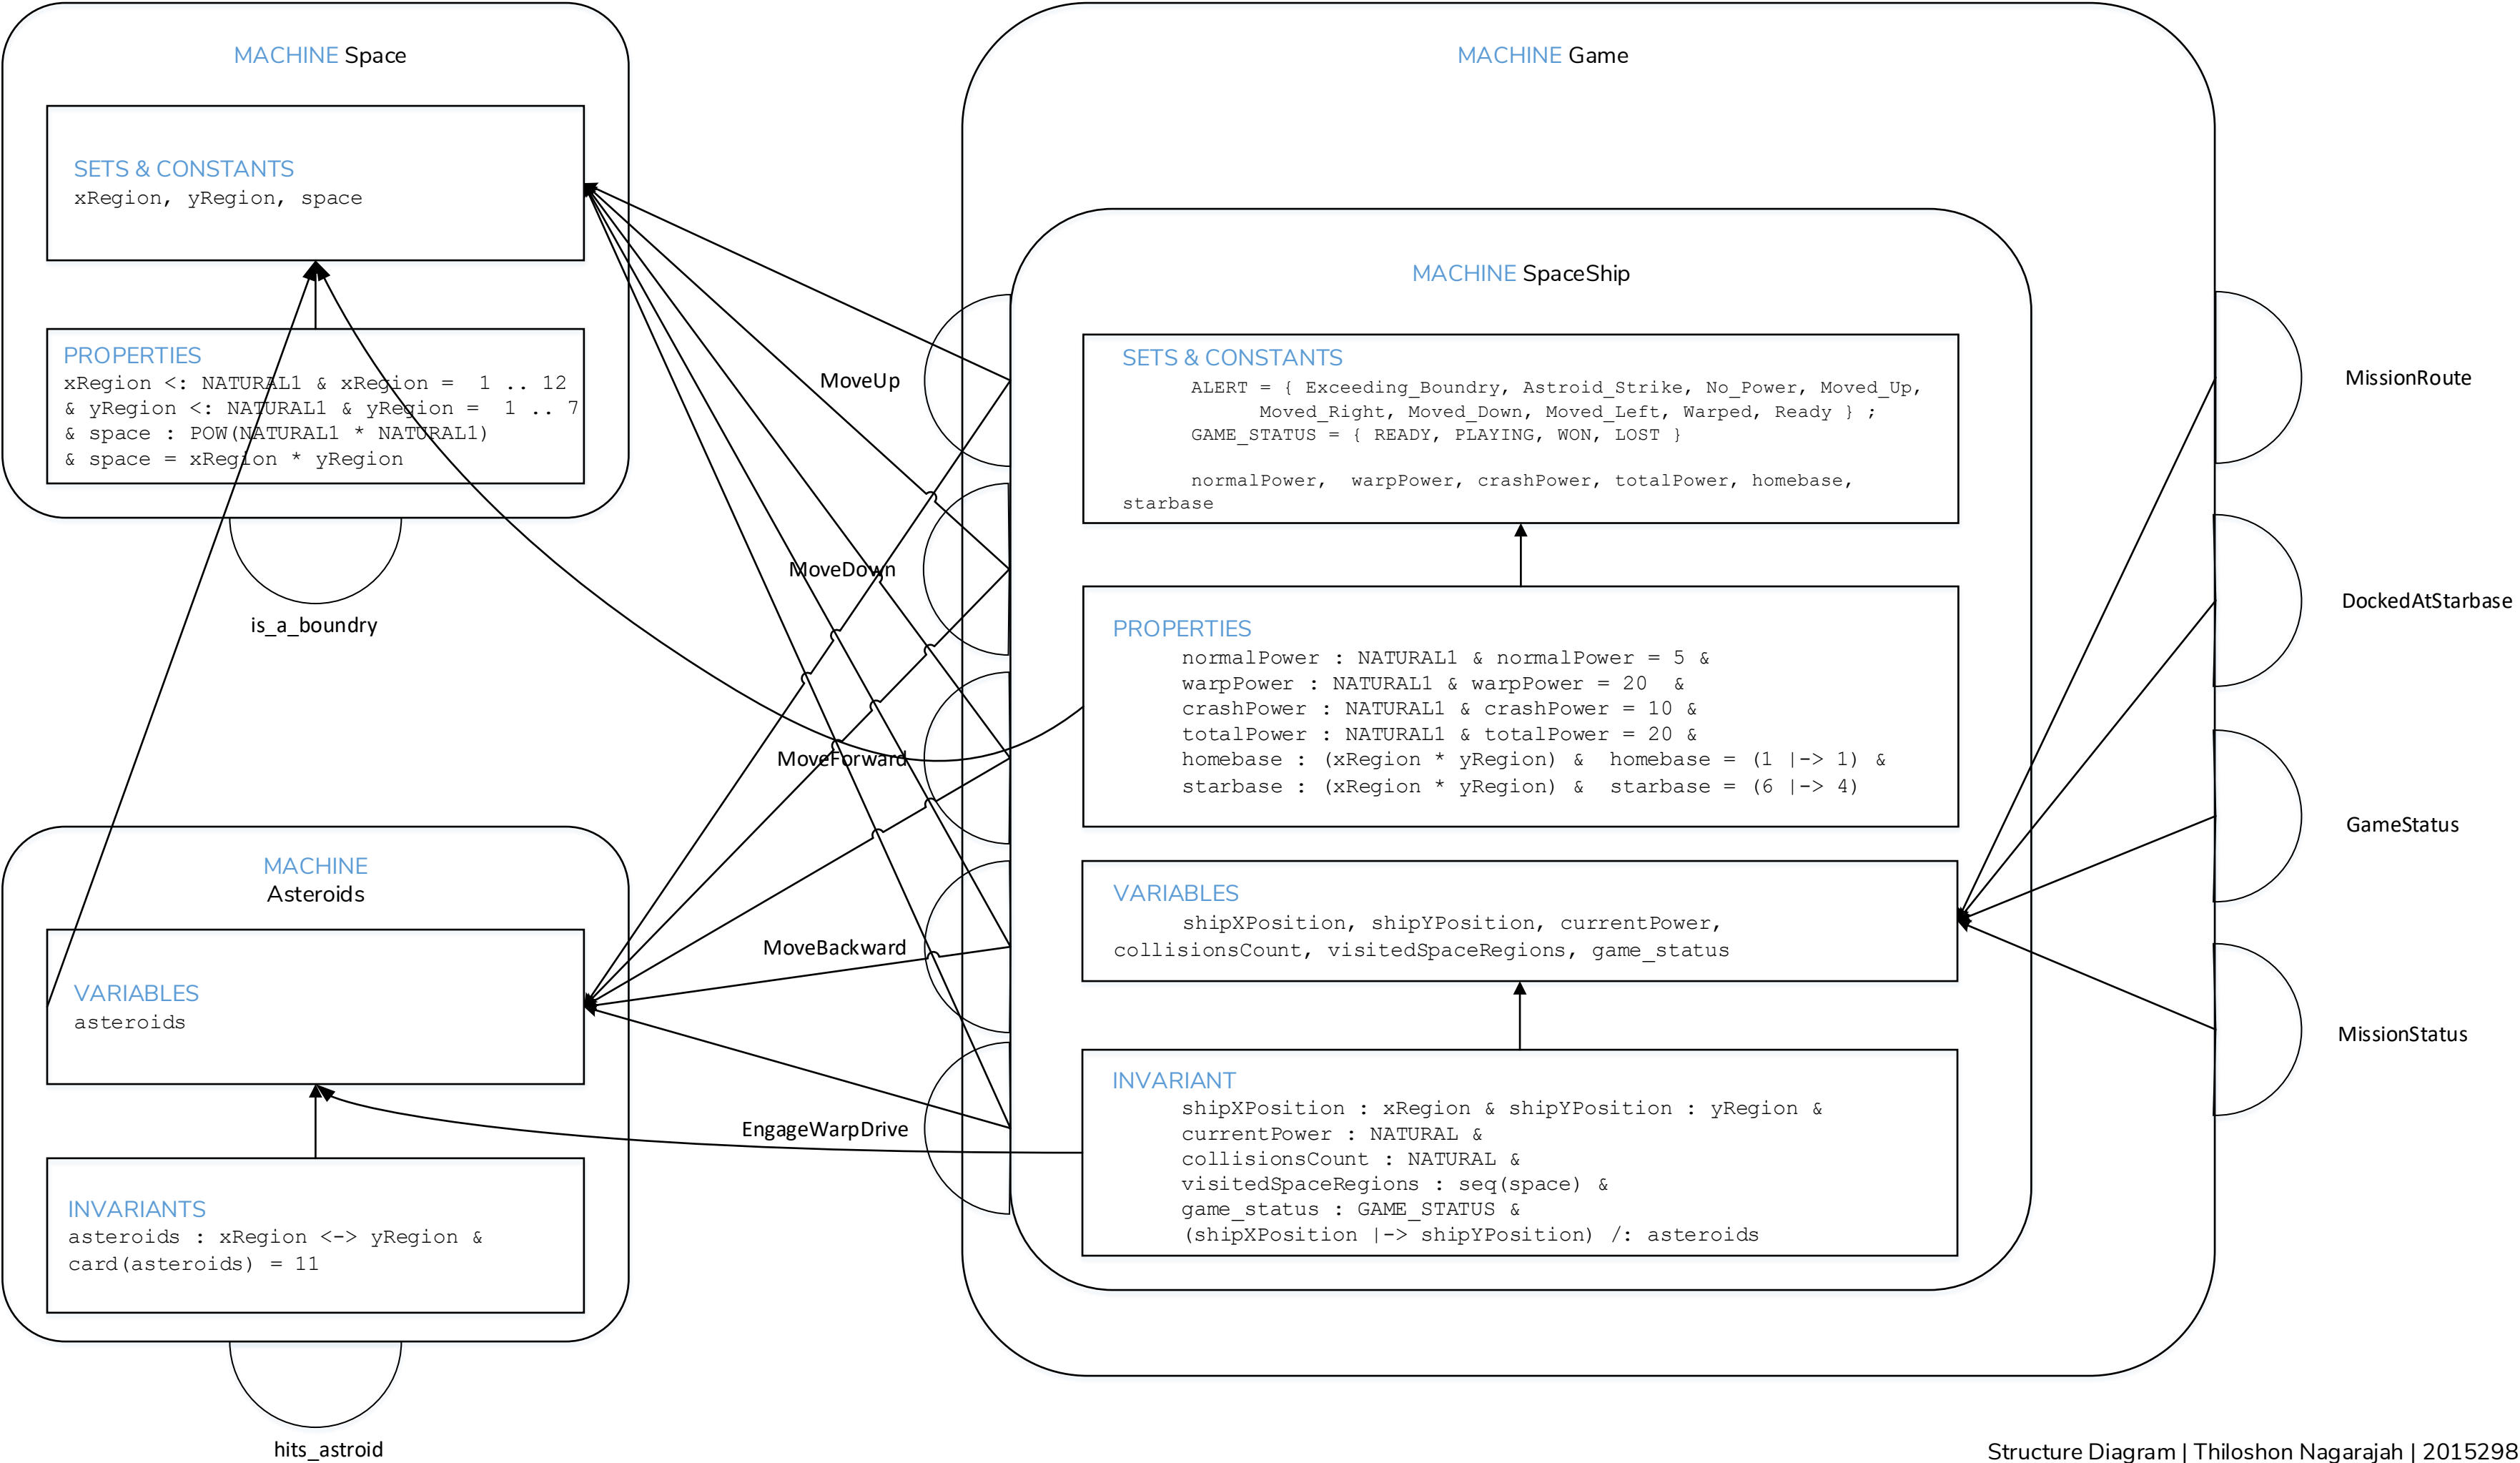 MACHINE Space
SETS & CONSTANTS
xRegion, yRegion, space
PROPERTIES
xRegion <: NATURAL1 & xRegion =  1 .. 12
& yRegion <: NATURAL1 & yRegion =  1 .. 7
& space : POW(NATURAL1 * NATURAL1)
& space = xRegion * yRegion
is_a_boundry
MACHINE
Asteroids
VARIABLES
asteroids
INVARIANTS
asteroids : xRegion <-> yRegion &
card(asteroids) = 11
hits_astroid
MoveUp
MoveDown
MoveForward
MoveBackward
EngageWarpDrive
MACHINE Game
MACHINE SpaceShip
SETS & CONSTANTS
ALERT = { Exceeding_Boundry, Astroid_Strike, No_Power, Moved_Up,
Moved_Right, Moved_Down, Moved_Left, Warped, Ready } ;
GAME_STATUS = { READY, PLAYING, WON, LOST }
normalPower,  warpPower, crashPower, totalPower, homebase,
starbase
PROPERTIES
normalPower : NATURAL1 & normalPower = 5 &
warpPower : NATURAL1 & warpPower = 20  &
crashPower : NATURAL1 & crashPower = 10 &
totalPower : NATURAL1 & totalPower = 20 &
homebase : (xRegion * yRegion) &  homebase = (1 |-> 1) &
starbase : (xRegion * yRegion) &  starbase = (6 |-> 4)
VARIABLES
shipXPosition, shipYPosition, currentPower,
collisionsCount, visitedSpaceRegions, game_status
INVARIANT
shipXPosition : xRegion & shipYPosition : yRegion &
currentPower : NATURAL &
collisionsCount : NATURAL &
visitedSpaceRegions : seq(space) &
game_status : GAME_STATUS &
(shipXPosition |-> shipYPosition) /: asteroids
MissionRoute
DockedAtStarbase
GameStatus
MissionStatus
Structure Diagram | Thiloshon Nagarajah | 2015298